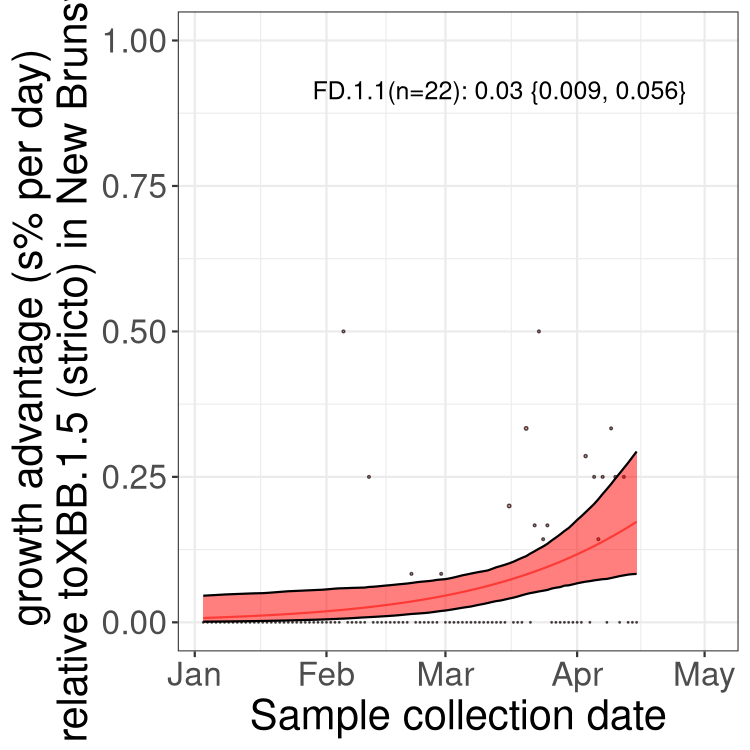 growth advantage (s% per day)
relative toXBB.1.5 (stricto) in New Bruns
1.00
0.75
0.50
0.25
0.00
FD.1.1(n=22): 0.03 {0.009, 0.056}
Jan Feb Mar Apr May
Sample collection date